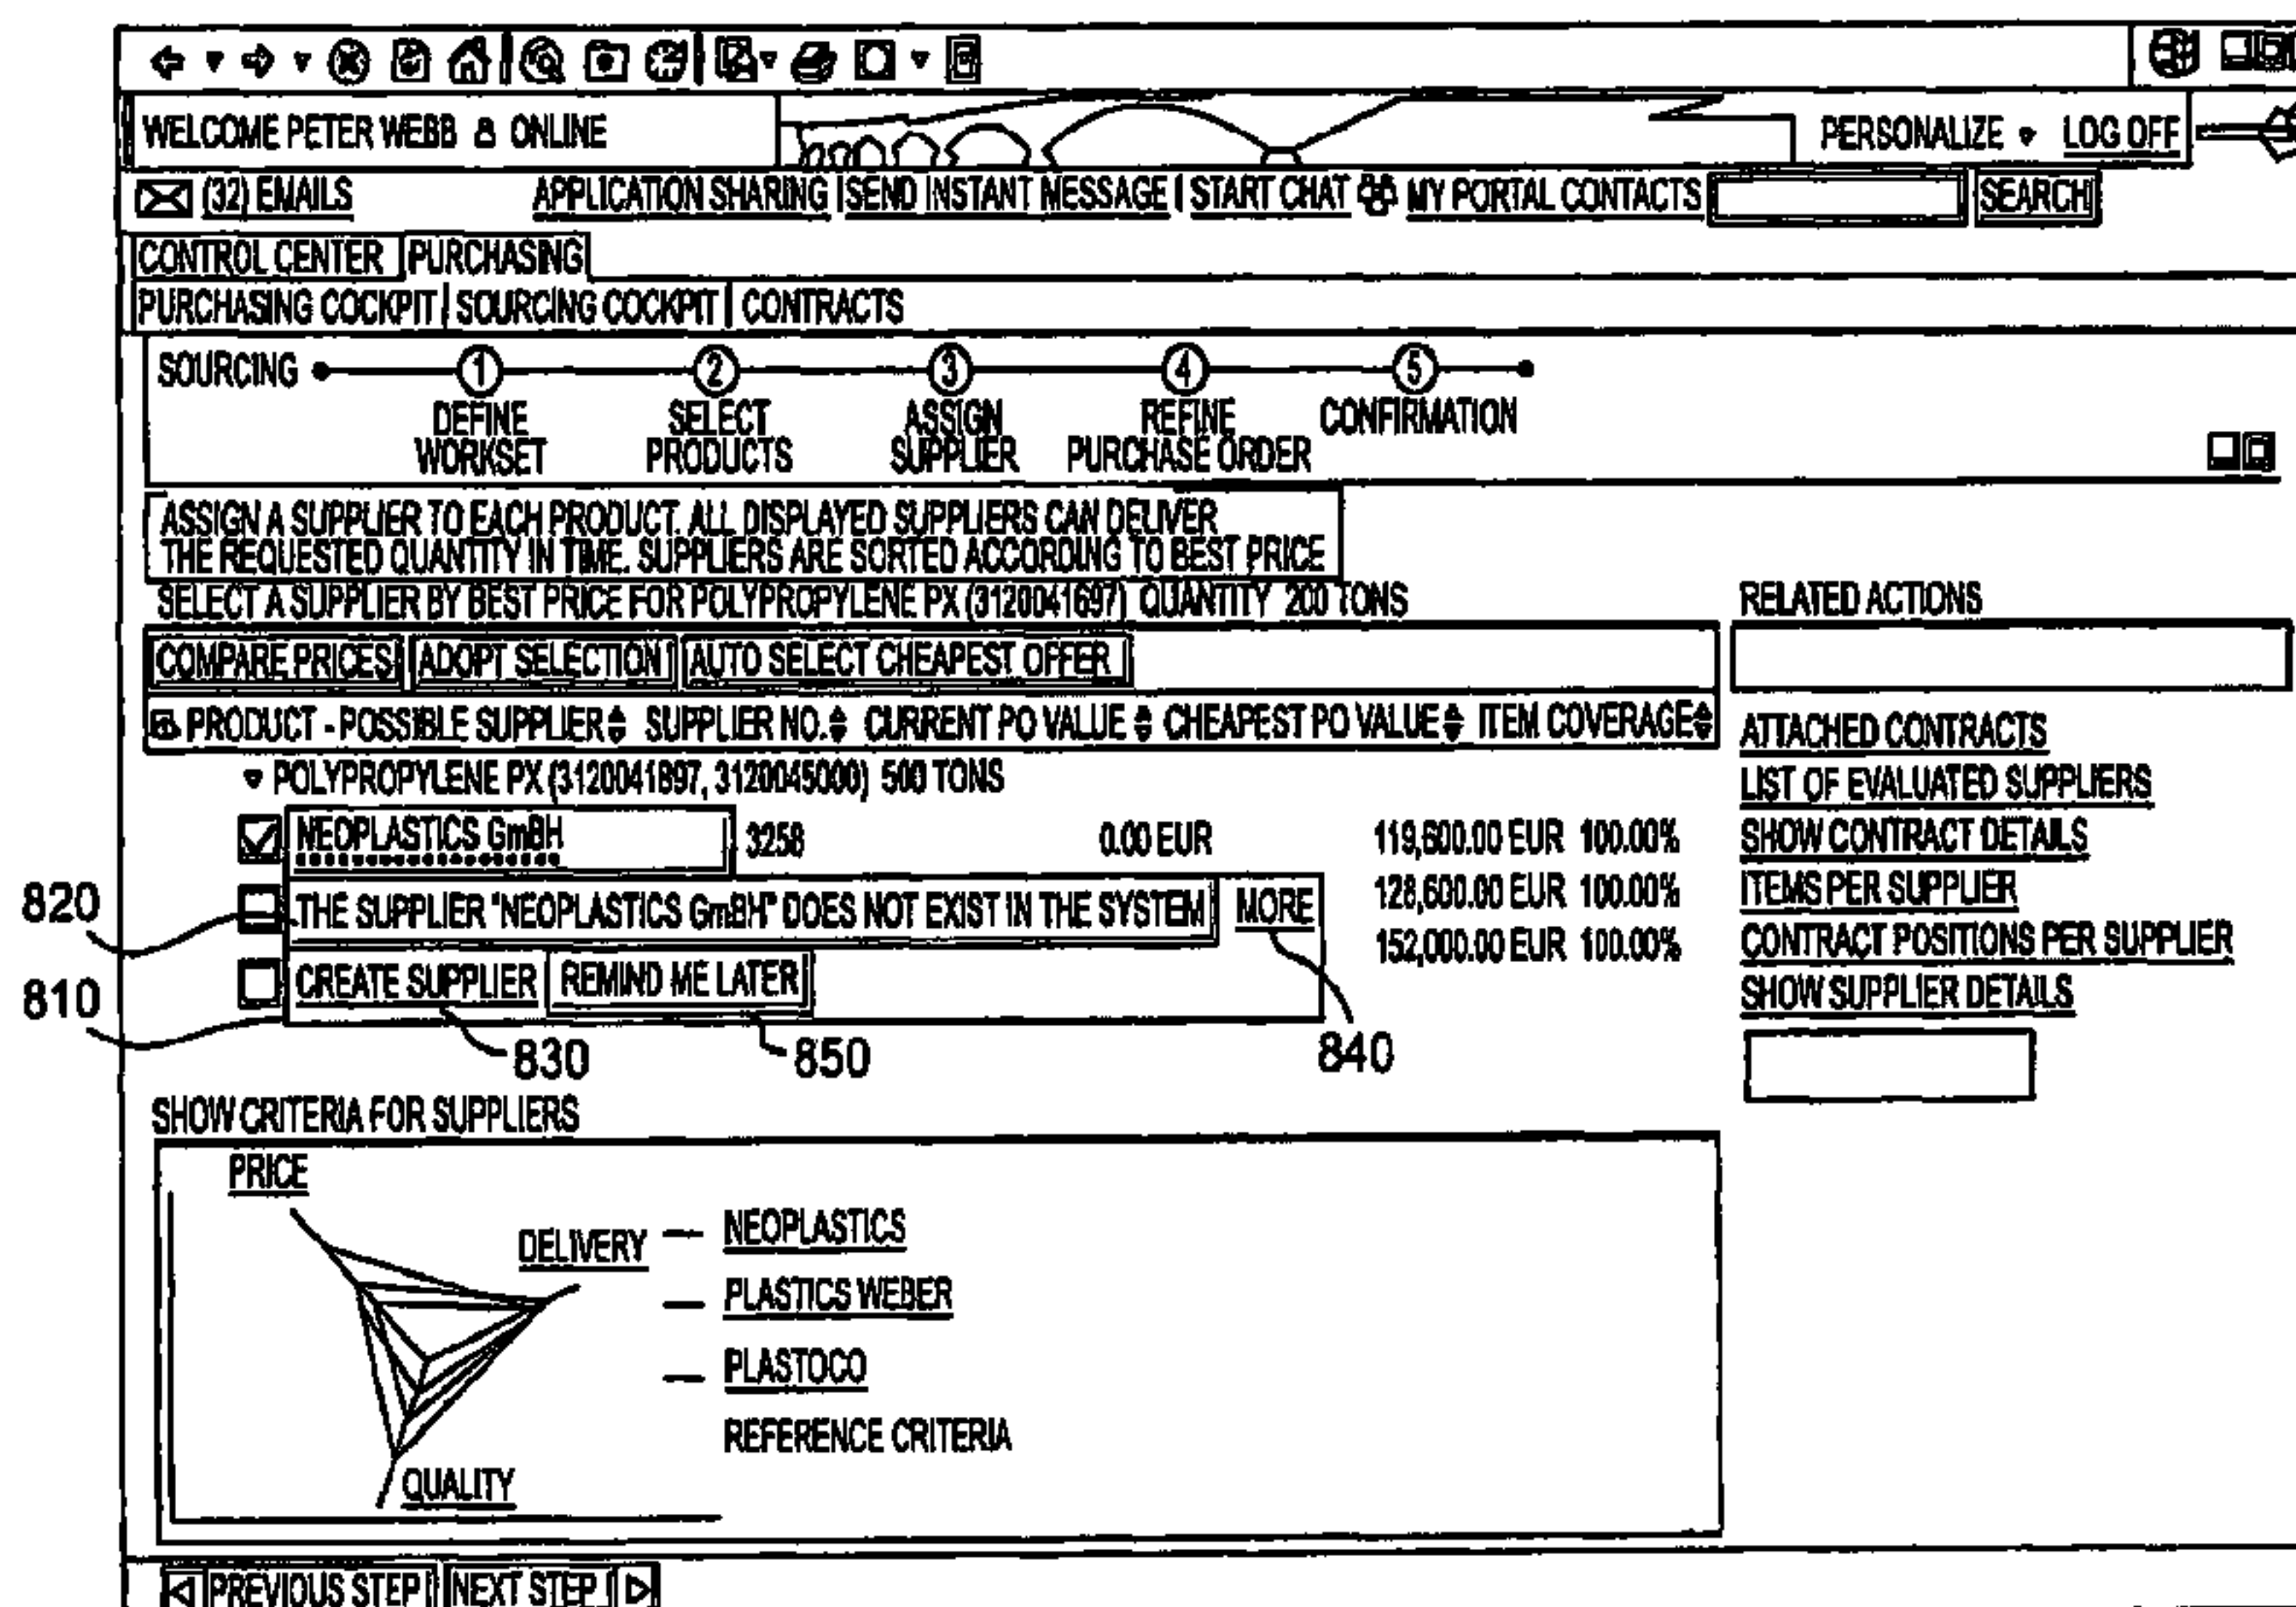 WELCOME PETER WEBB ONLINE PERSONALIZE LOG OFF
(32) EMAILS APPLICATION SHARING | SEND INSTANT MESSAGE | START CHAT MY PORTAL CONTACTS SEARCH
CONTROL CENTER PURCHASING
PURCHASING COCKPIT | SOURCING COCKPIT | CONTRACTS
SOURCING 1 2 3 4 5
DEFINE SELECT ASSIGN REFINE CONFIRMATION
WORKSET PRODUCTS SUPPLIER PURCHASE ORDER
ASSIGN A SUPPLIER TO EACH PRODUCT. ALL DISPLAYED SUPPLIERS CAN DELIVER
THE REQUESTED QUANTITY IN TIME. SUPPLIERS ARE SORTED ACCORDING TO BEST PRICE
SELECT A SUPPLIER BY BEST PRICE FOR POLYPROPYLENE PX (3120041697) QUANTITY 200 TONS
COMPARE PRICES ADOPT SELECTION AUTO SELECT CHEAPEST OFFER
PRODUCT - POSSIBLE SUPPLIER SUPPLIER NO. CURRENT PO VALUE CHEAPEST PO VALUE ITEM COVERAGE
POLYPROPYLENE PX (3120041897, 3120045000) 500 TONS
NEOPLASTICS GmBH 3258 0.00 EUR 119,600.00 EUR 100.00%
820 THE SUPPLIER "NEOPLASTICS GmBH" DOES NOT EXIST IN THE SYSTEM MORE 128,600.00 EUR 100.00%
152,000.00 EUR 100.00%
810 CREATE SUPPLIER REMIND ME LATER
830 850 840
RELATED ACTIONS
ATTACHED CONTRACTS
LIST OF EVALUATED SUPPLIERS
SHOW CONTRACT DETAILS
ITEMS PER SUPPLIER
CONTRACT POSITIONS PER SUPPLIER
SHOW SUPPLIER DETAILS
SHOW CRITERIA FOR SUPPLIERS
PRICE
DELIVERY
QUALITY
NEOPLASTICS
PLASTICS WEBER
PLASTOCO
REFERENCE CRITERIA
PREVIOUS STEP NEXT STEP